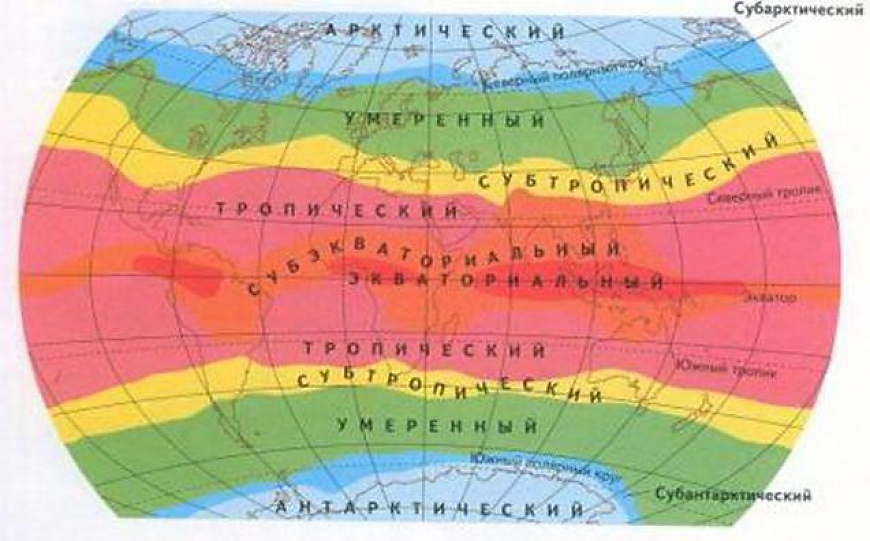 Субарктический
АРКТИЧЕСКИЙ
Северный полярный круг
УМЕРЕННЫЙ
СУБТРОПИЧЕСКИЙ
Северный тропик
ТРОПИЧЕСКИЙ
СУБЭКВАТОРИАЛЬНЫЙ
ЭКВАТОРИАЛЬНЫЙ
Экватор
ТРОПИЧЕСКИЙ
Южный тропик
СУБТРОПИЧЕСКИЙ
УМЕРЕННЫЙ
Южный полярный круг
Субантарктический
АНТАРКТИЧЕСКИЙ